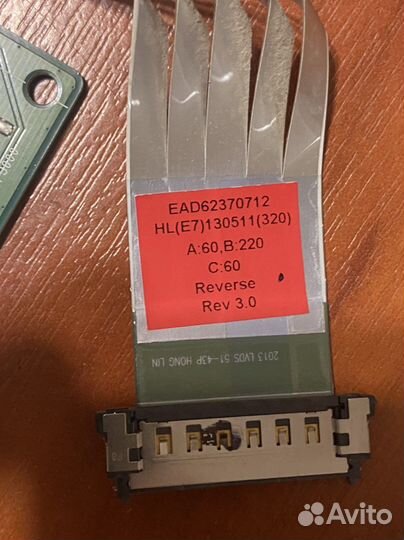 EAD62370712
HL(E7)130511(320)
A:60,B:220
C:60
Reverse
Rev 3.0
2013 LVDS 51-43P HONG LIN
Avito